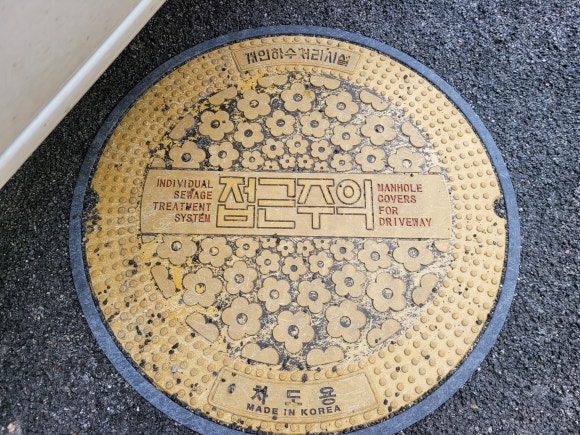 개인하수처리시설
INDIVIDUAL
SEWAGE
TREATMENT
SYSTEM
접근주의
MANHOLE
COVERS
FOR
DRIVEWAY
차도용
MADE IN KOREA